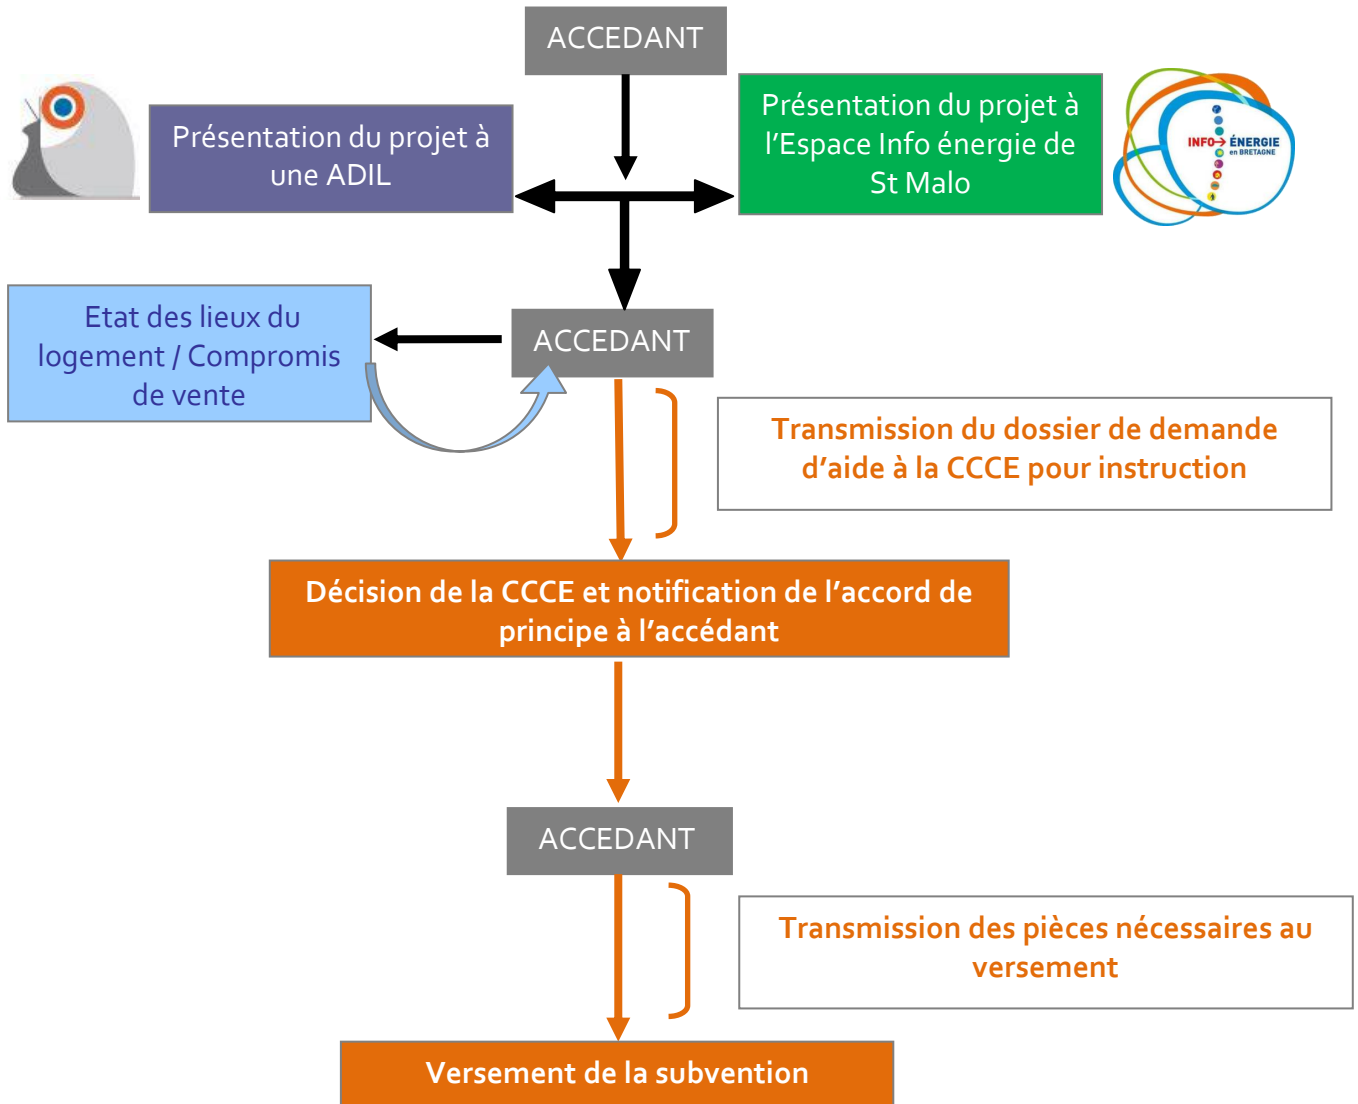 ACCEDANT
Présentation du projet à
une ADIL
Présentation du projet à
l’Espace Info énergie de
St Malo
INFO→ ÉNERGIE
en BRETAGNE
Etat des lieux du
logement / Compromis
de vente
ACCEDANT
Transmission du dossier de demande
d’aide à la CCCE pour instruction
Décision de la CCCE et notification de l’accord de
principe à l’accédant
ACCEDANT
Transmission des pièces nécessaires au
versement
Versement de la subvention